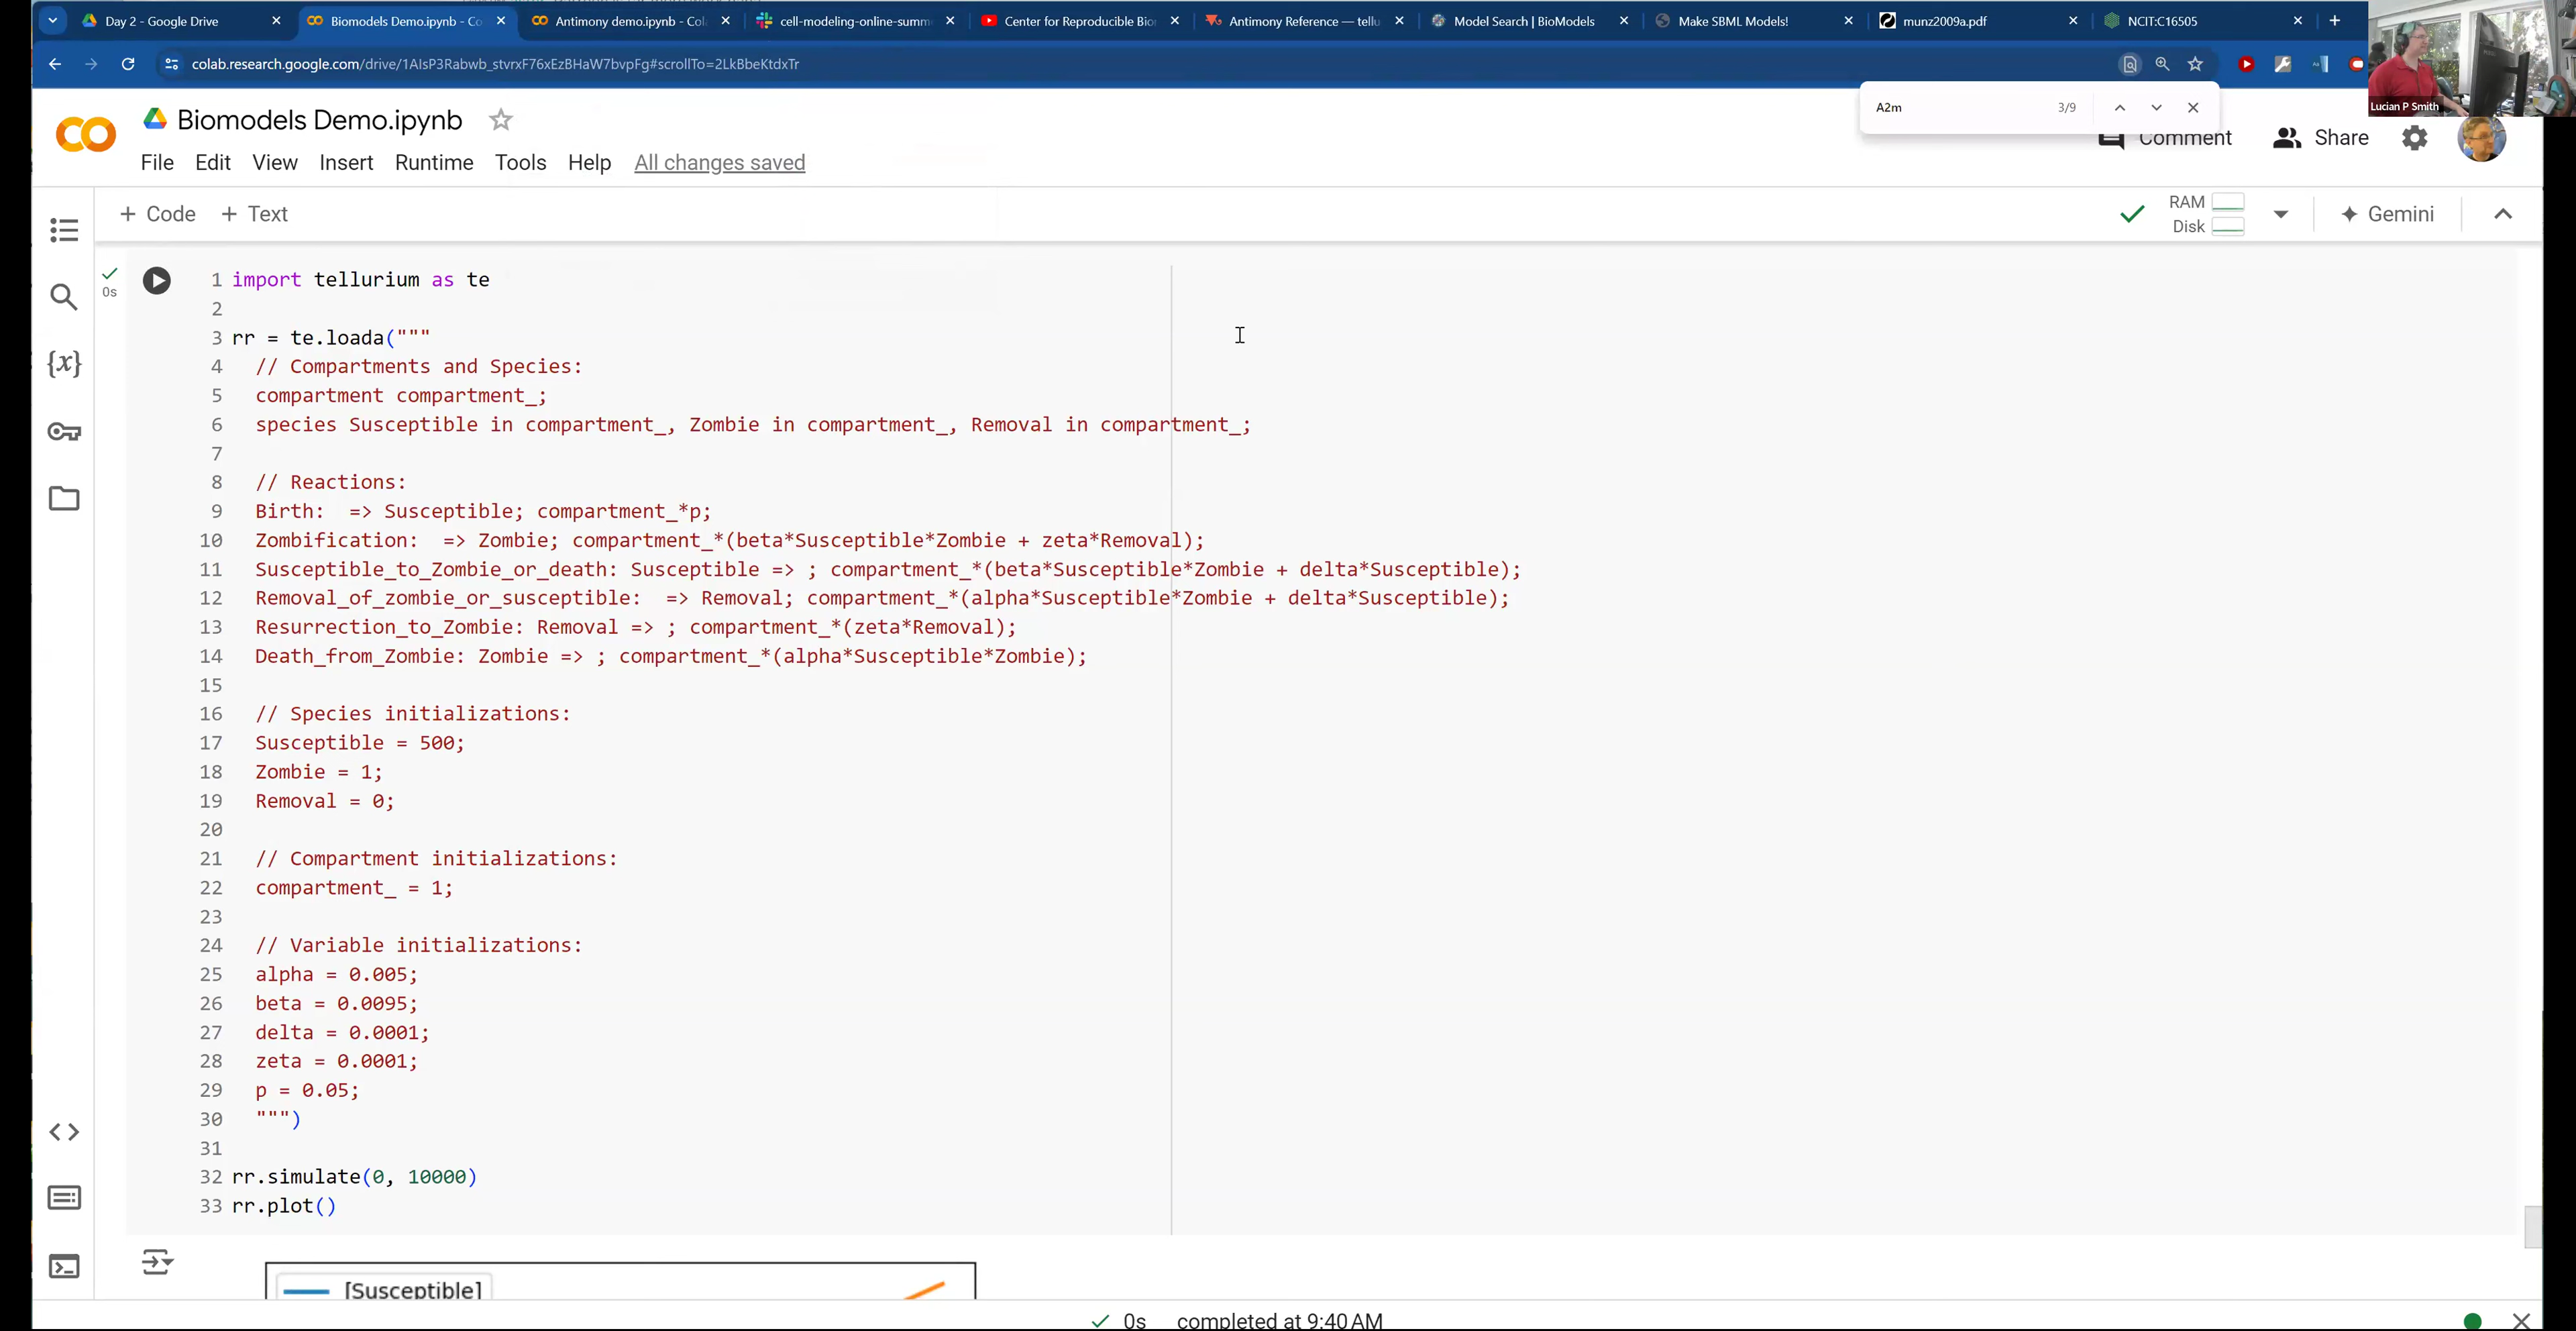 Day 2 - Google Drive
Biomodels Demo.ipynb - Co
Antimony demo.ipynb - Col
cell-modeling-online-summ
Center for Reproducible Bio
Antimony Reference — tellu
Model Search | BioModels
Make SBML Models!
munz2009a.pdf
NCIT:C16505
colab.research.google.com/drive/1AIsP3Rabwb_stvrxF76xEzBHaW7bvpFg#scrollTo=2LkBbeKtdxTr
A2m 3/9
Lucian P Smith
Biomodels Demo.ipynb
Comment
Share
File Edit View Insert Runtime Tools Help All changes saved
+ Code + Text
RAM
Disk
Gemini
0s
1 import tellurium as te
2
3 rr = te.loada("""
4 // Compartments and Species:
5 compartment compartment_;
6 species Susceptible in compartment_, Zombie in compartment_, Removal in compartment_;
7
8 // Reactions:
9 Birth: => Susceptible; compartment_*p;
10 Zombification: => Zombie; compartment_*(beta*Susceptible*Zombie + zeta*Removal);
11 Susceptible_to_Zombie_or_death: Susceptible => ; compartment_*(beta*Susceptible*Zombie + delta*Susceptible);
12 Removal_of_zombie_or_susceptible: => Removal; compartment_*(alpha*Susceptible*Zombie + delta*Susceptible);
13 Resurrection_to_Zombie: Removal => ; compartment_*(zeta*Removal);
14 Death_from_Zombie: Zombie => ; compartment_*(alpha*Susceptible*Zombie);
15
16 // Species initializations:
17 Susceptible = 500;
18 Zombie = 1;
19 Removal = 0;
20
21 // Compartment initializations:
22 compartment_ = 1;
23
24 // Variable initializations:
25 alpha = 0.005;
26 beta = 0.0095;
27 delta = 0.0001;
28 zeta = 0.0001;
29 p = 0.05;
30 """)
31
32 rr.simulate(0, 10000)
33 rr.plot()
[Susceptible]
0s completed at 9:40 AM